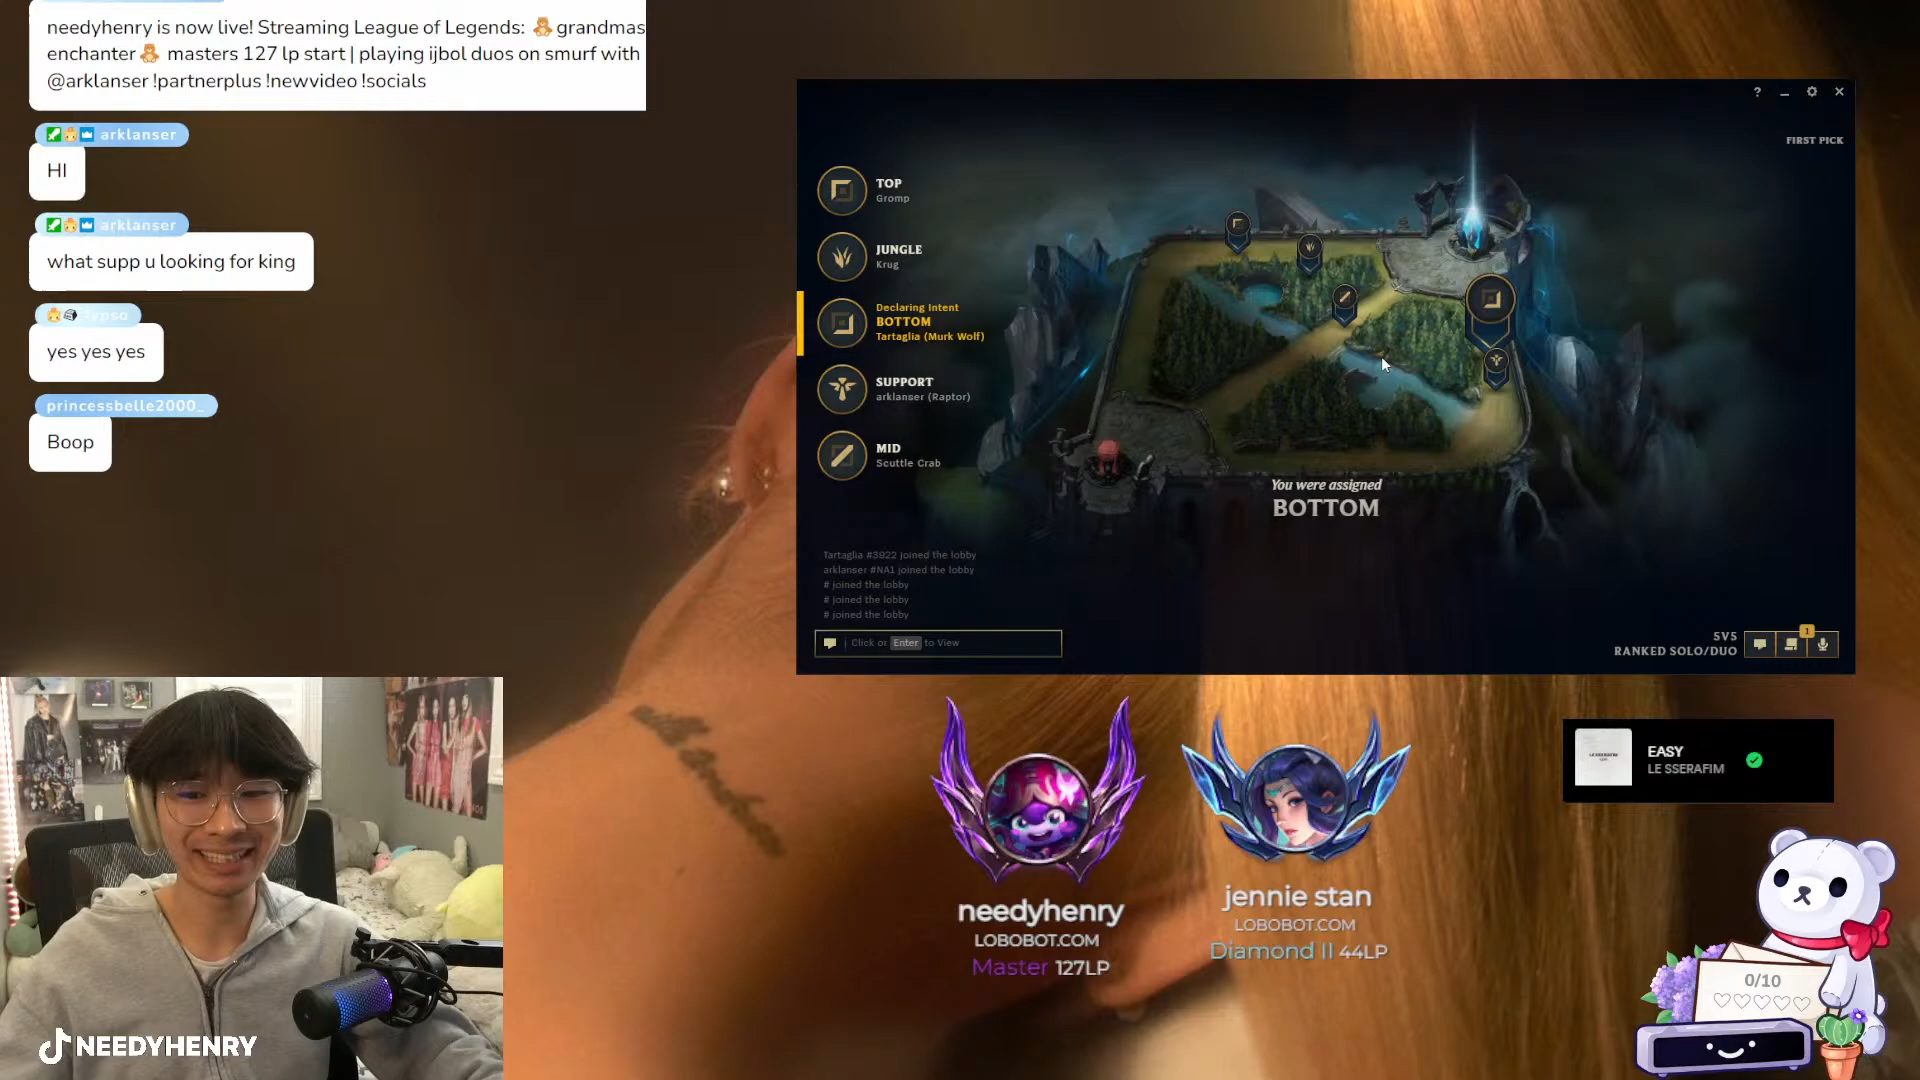 needyhenry is now live! Streaming League of Legends: 🧸grandmas
enchanter🧸 masters 127 lp start | playing ijbol duos on smurf with
@arklanser !partnerplus !newvideo !socials
arklanser
HI
arklanser
what supp u looking for king
yes yes yes
princessbelle2000_
Boop
?
FIRST PICK
TOP
Gromp
JUNGLE
Krug
Declaring Intent
BOTTOM
Tartaglia (Murk Wolf)
SUPPORT
arklanser (Raptor)
MID
Scuttle Crab
You were assigned
BOTTOM
Tartaglia #3922 joined the lobby
arklanser #NA1 joined the lobby
# joined the lobby
# joined the lobby
# joined the lobby
Click or Enter to View
5V5
RANKED SOLO/DUO
1
needyhenry
LOBOBOT.COM
Master 127LP
jennie stan
LOBOBOT.COM
Diamond II 44LP
EASY
LE SSERAFIM
0/10
NEEDYHENRY